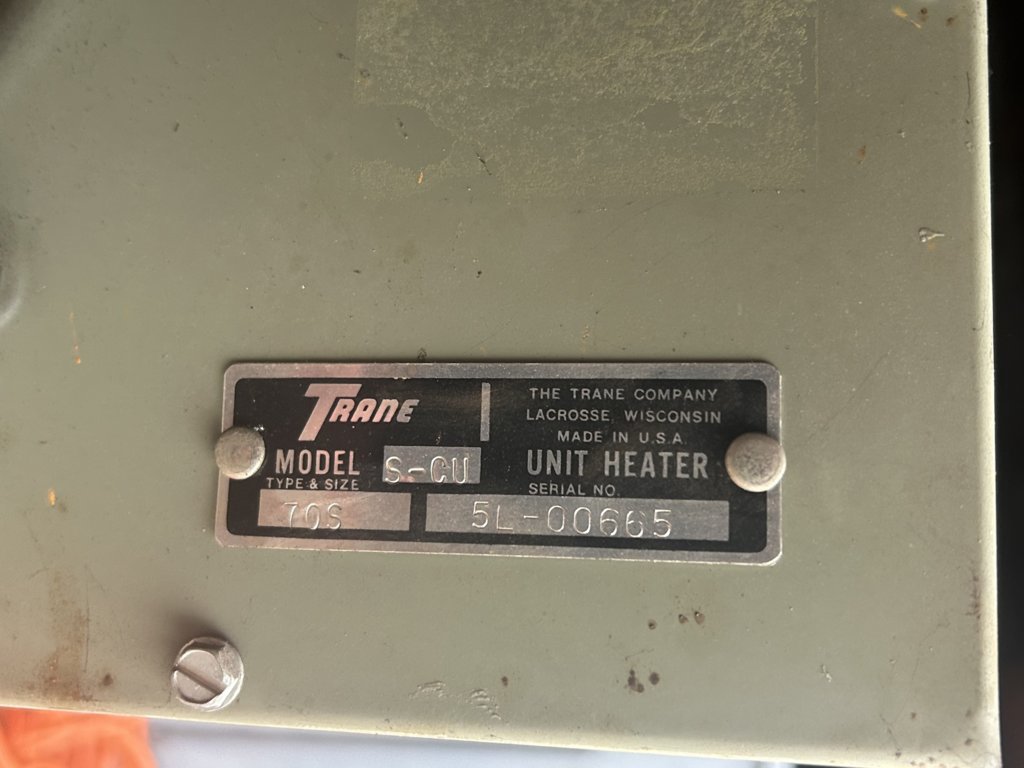 TRANE
THE TRANE COMPANY
LACROSSE, WISCONSIN
MADE IN U.S.A.
MODEL S-CU
UNIT HEATER
TYPE & SIZE
SERIAL NO.
70S
5L-00665